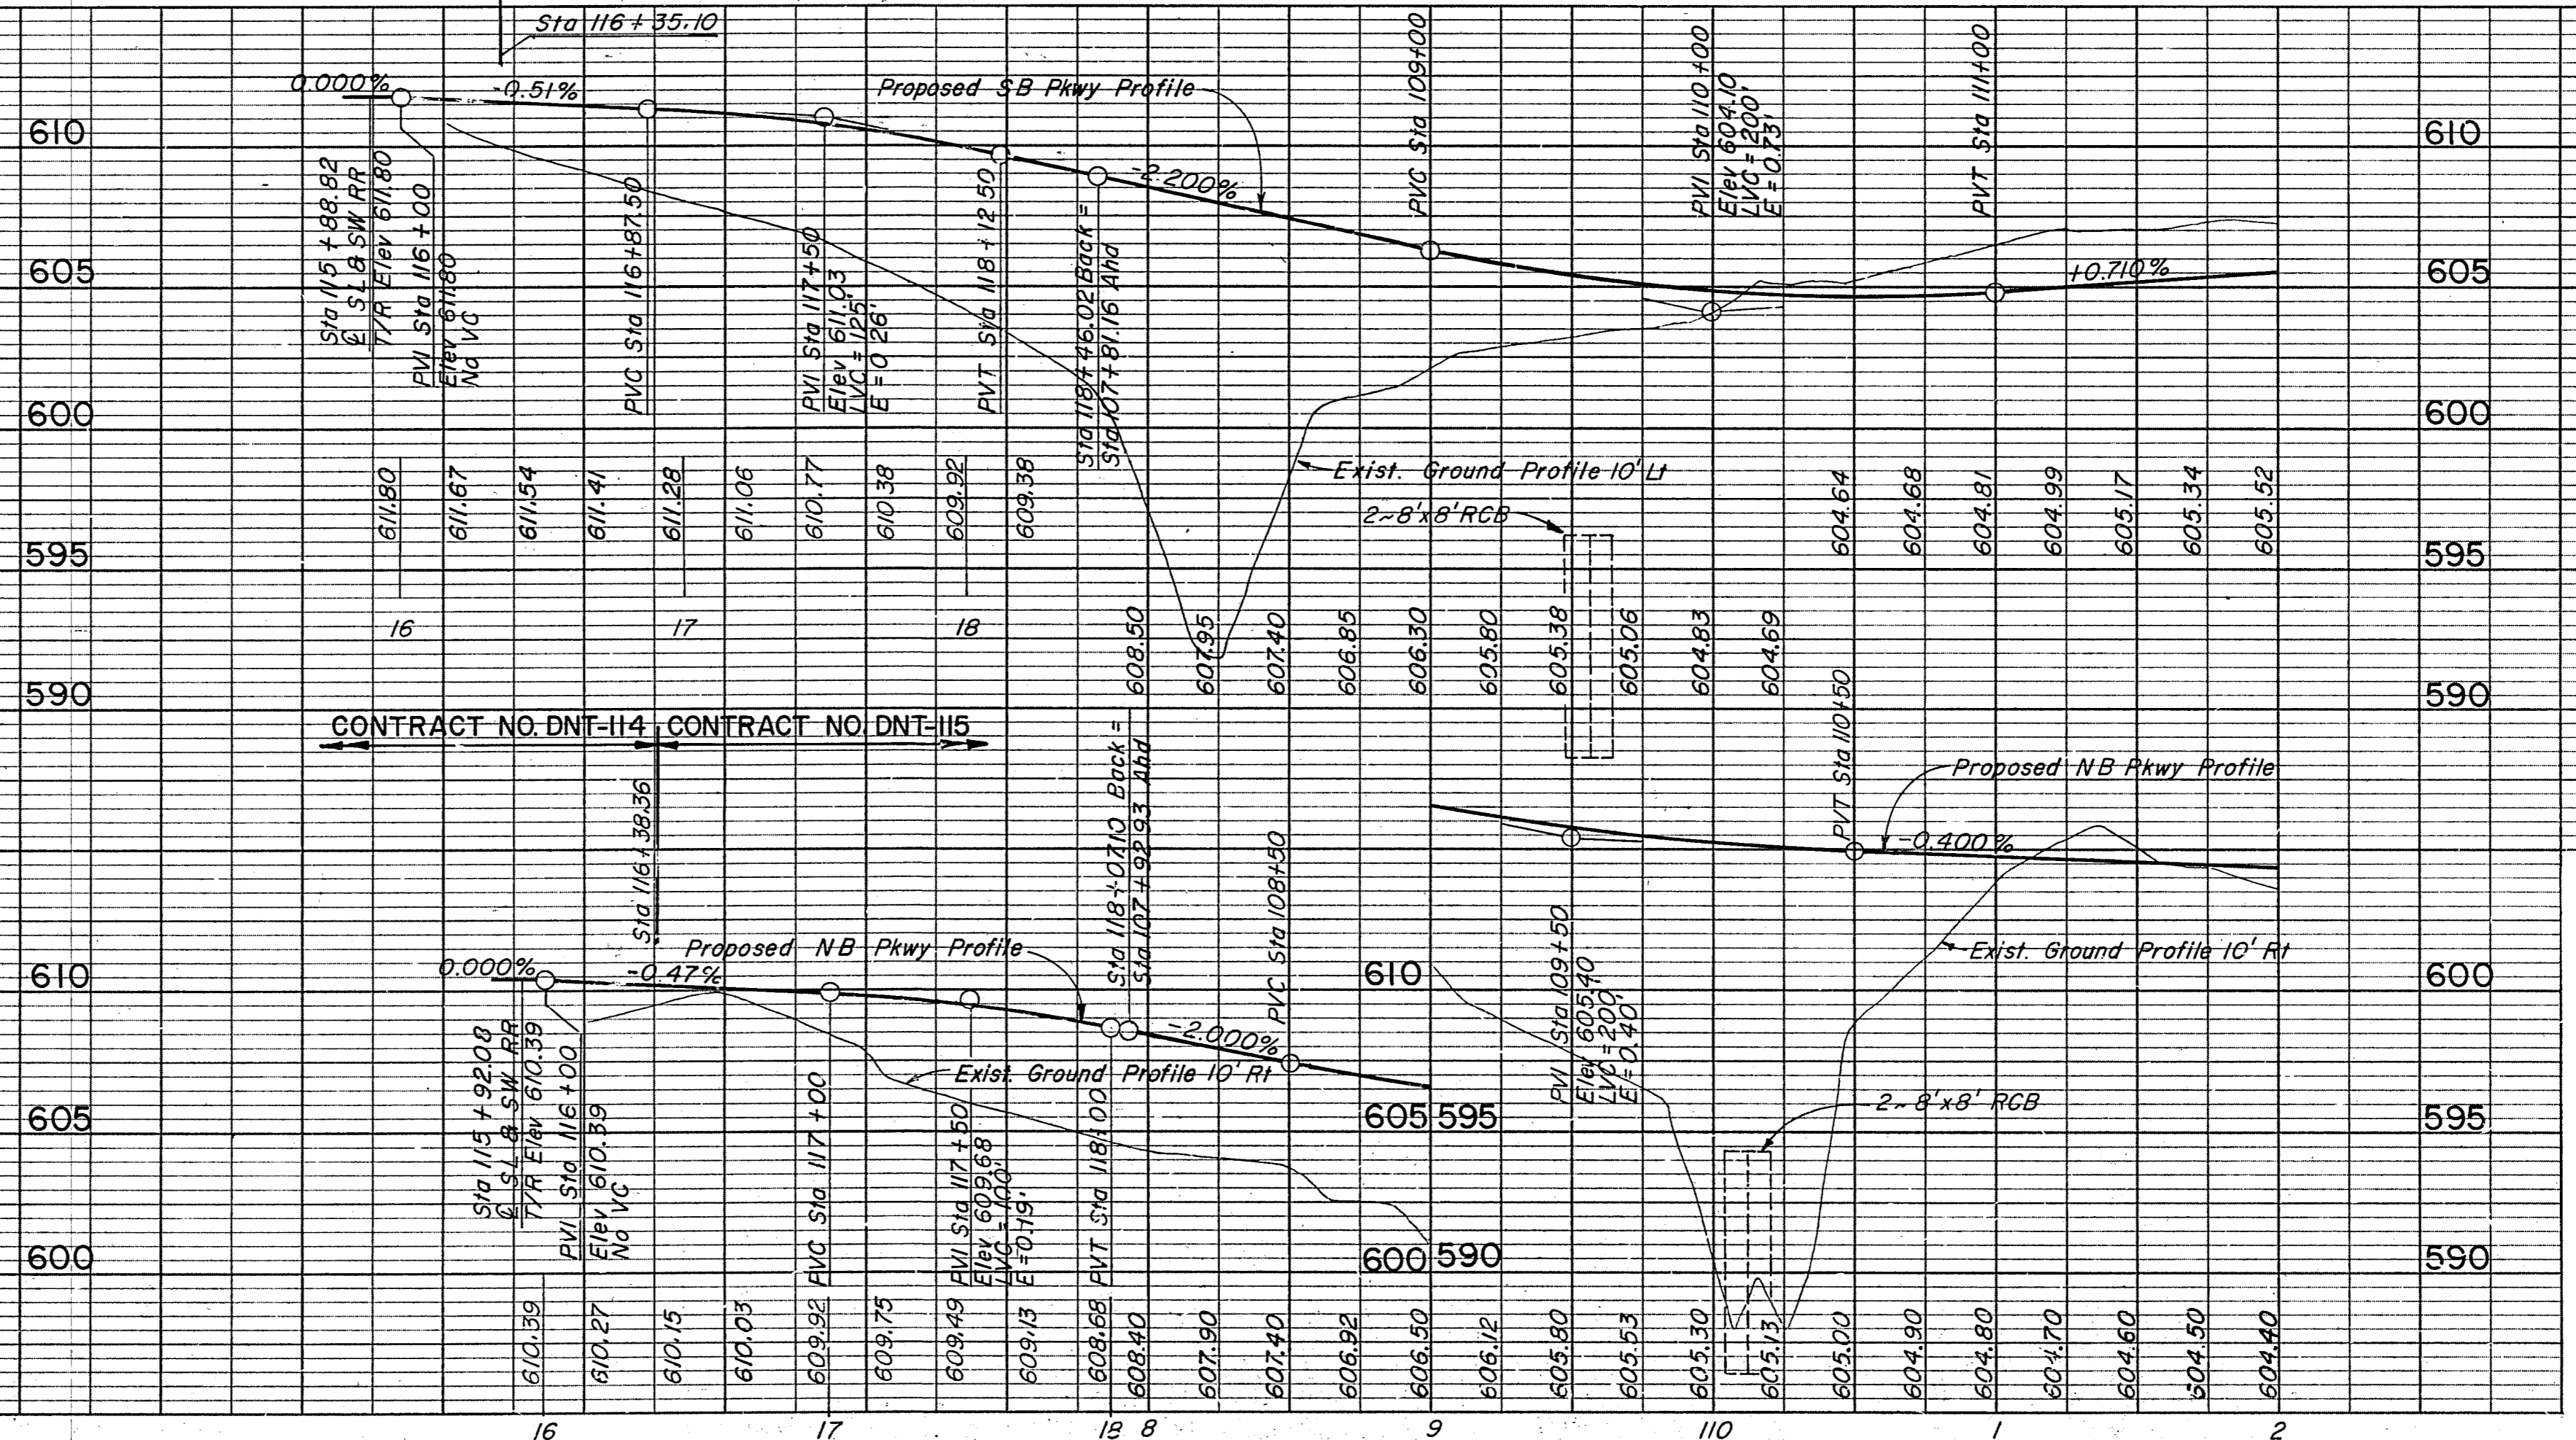 Sta 116 + 35.10
0.000%
-0.51%
Proposed SB Pkwy Profile
PVC Sta 109+00
PVI Sta 110+00
Elev 604.10
LVC = 200'
E = 0.73'
PVT Sta 111+00
610
610
Sta 115 + 88.82
℄ SL & SW RR
T/R Elev 611.80
PVI Sta 116 + 00
Elev 611.80
No VC
PVC Sta 116+87.50
PVI Sta 117+50
Elev 611.03
LVC = 125'
E = 0.26'
PVT Sta 118+12.50
Sta 118+46.02 Back =
Sta 107+81.16 Ahd
-2.200%
+0.710%
605
605
600
600
Exist. Ground Profile 10' Lt
2~8'x8' RCB
611.80
611.67
611.54
611.41
611.28
611.06
610.77
610.38
609.92
609.38
604.64
604.68
604.81
604.99
605.17
605.34
605.52
595
595
16
17
18
608.50
607.95
607.40
606.85
606.30
605.80
605.38
605.06
604.83
604.69
590
590
CONTRACT NO. DNT-114
CONTRACT NO. DNT-115
Sta 116+38.36
Sta 118+07.10 Back =
Sta 107+92.93 Ahd
PVC Sta 108+50
PVT Sta 110+50
Proposed NB Pkwy Profile
-0.400%
Proposed NB Pkwy Profile
0.000%
-0.47%
610
610
600
Exist. Ground Profile 10' Rt
-2.000%
Sta 115 + 92.08
℄ SL & SW RR
T/R Elev 610.39
PVI Sta 116+00
Elev 610.39
No VC
PVC Sta 117+00
Exist. Ground Profile 10' Rt
PVI Sta 117+50
Elev 609.68
LVC = 100'
E = 0.19'
PVT Sta 118+00
PVI Sta 109+50
Elev 605.40
LVC = 200'
E = 0.40'
2~8'x8' RCB
605
605 595
595
600
600 590
590
610.39
610.27
610.15
610.03
609.92
609.75
609.49
609.13
608.68
608.40
607.90
607.40
606.92
606.50
606.12
605.80
605.53
605.30
605.13
605.00
604.90
604.80
604.70
604.60
604.50
604.40
16
17
18 8
9
110
1
2